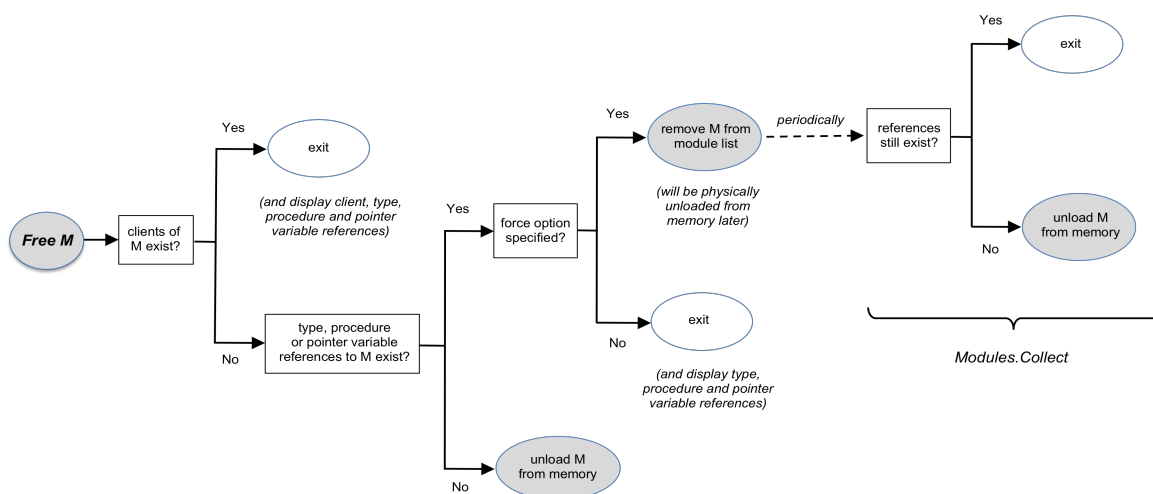 Free M
clients of
M exist?
Yes
exit
(and display client, type,
procedure and pointer
variable references)
No
type, procedure
or pointer variable
references to M exist?
Yes
force option
specified?
Yes
remove M from
module list
(will be physically
unloaded from
memory later)
No
exit
(and display type,
procedure and pointer
variable references)
No
unload M
from memory
periodically
references
still exist?
Yes
exit
No
unload M
from memory
Modules.Collect